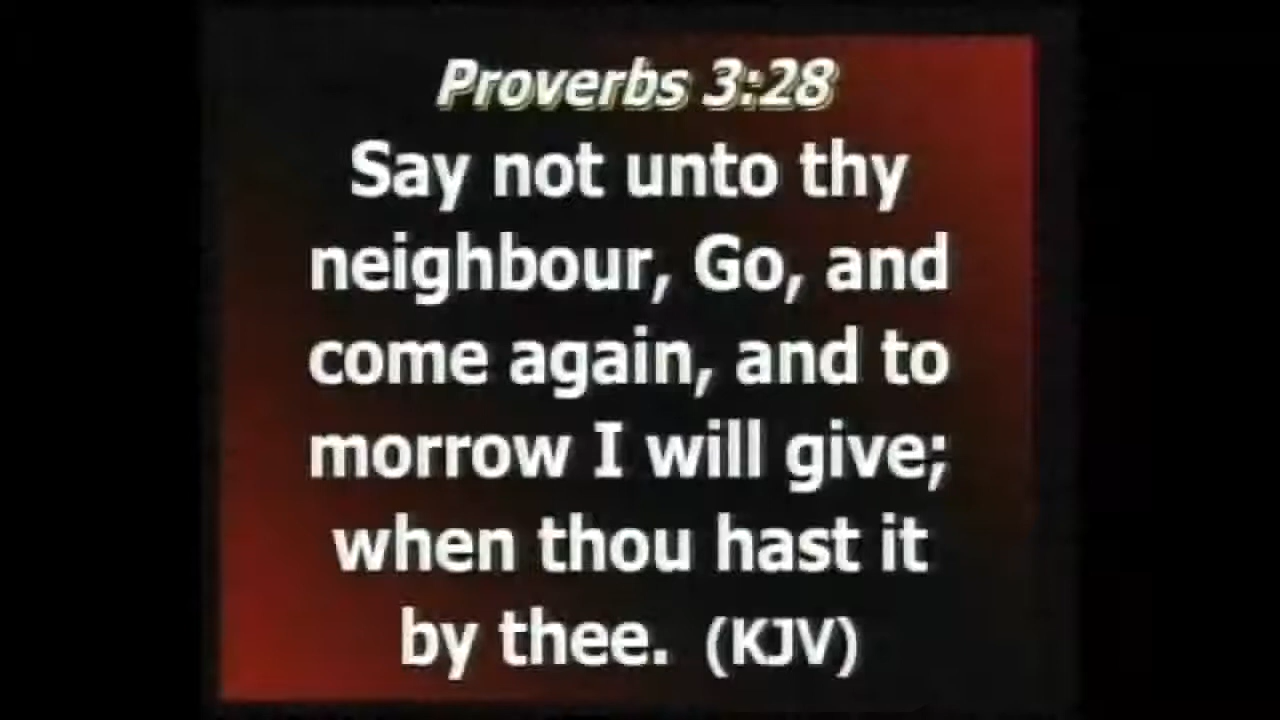 Proverbs 3:28
Say not unto thy
neighbour, Go, and
come again, and to
morrow I will give;
when thou hast it
by thee. (KJV)